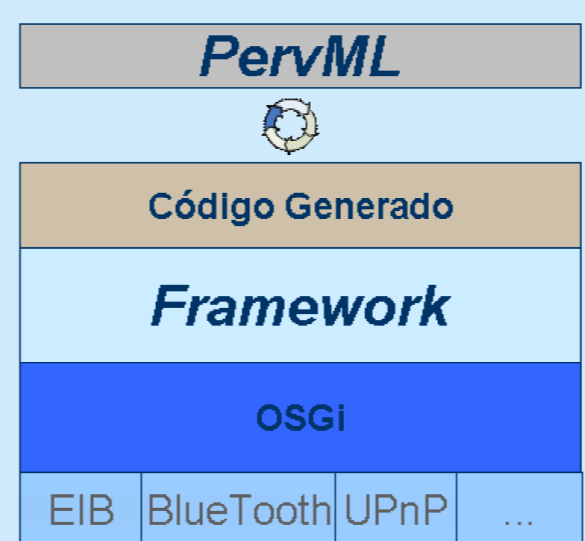 PervML
Código Generado
Framework
OSGi
EIB BlueTooth UPnP ...